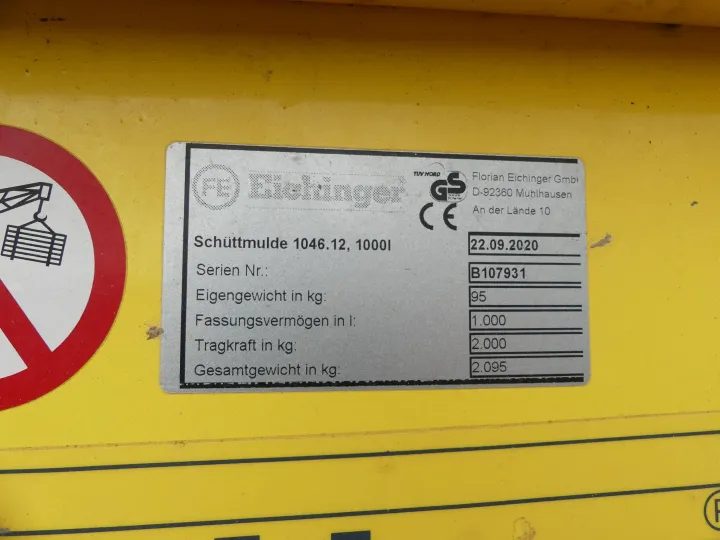 FE Eichinger
TÜV NORD
GS
CE
Florian Eichinger Gmb
D-92360 Mühlhausen
An der Lände 10
Schüttmulde 1046.12, 1000l 22.09.2020
Serien Nr.: B107931
Eigengewicht in kg: 95
Fassungsvermögen in l: 1.000
Tragkraft in kg: 2.000
Gesamtgewicht in kg: 2.095